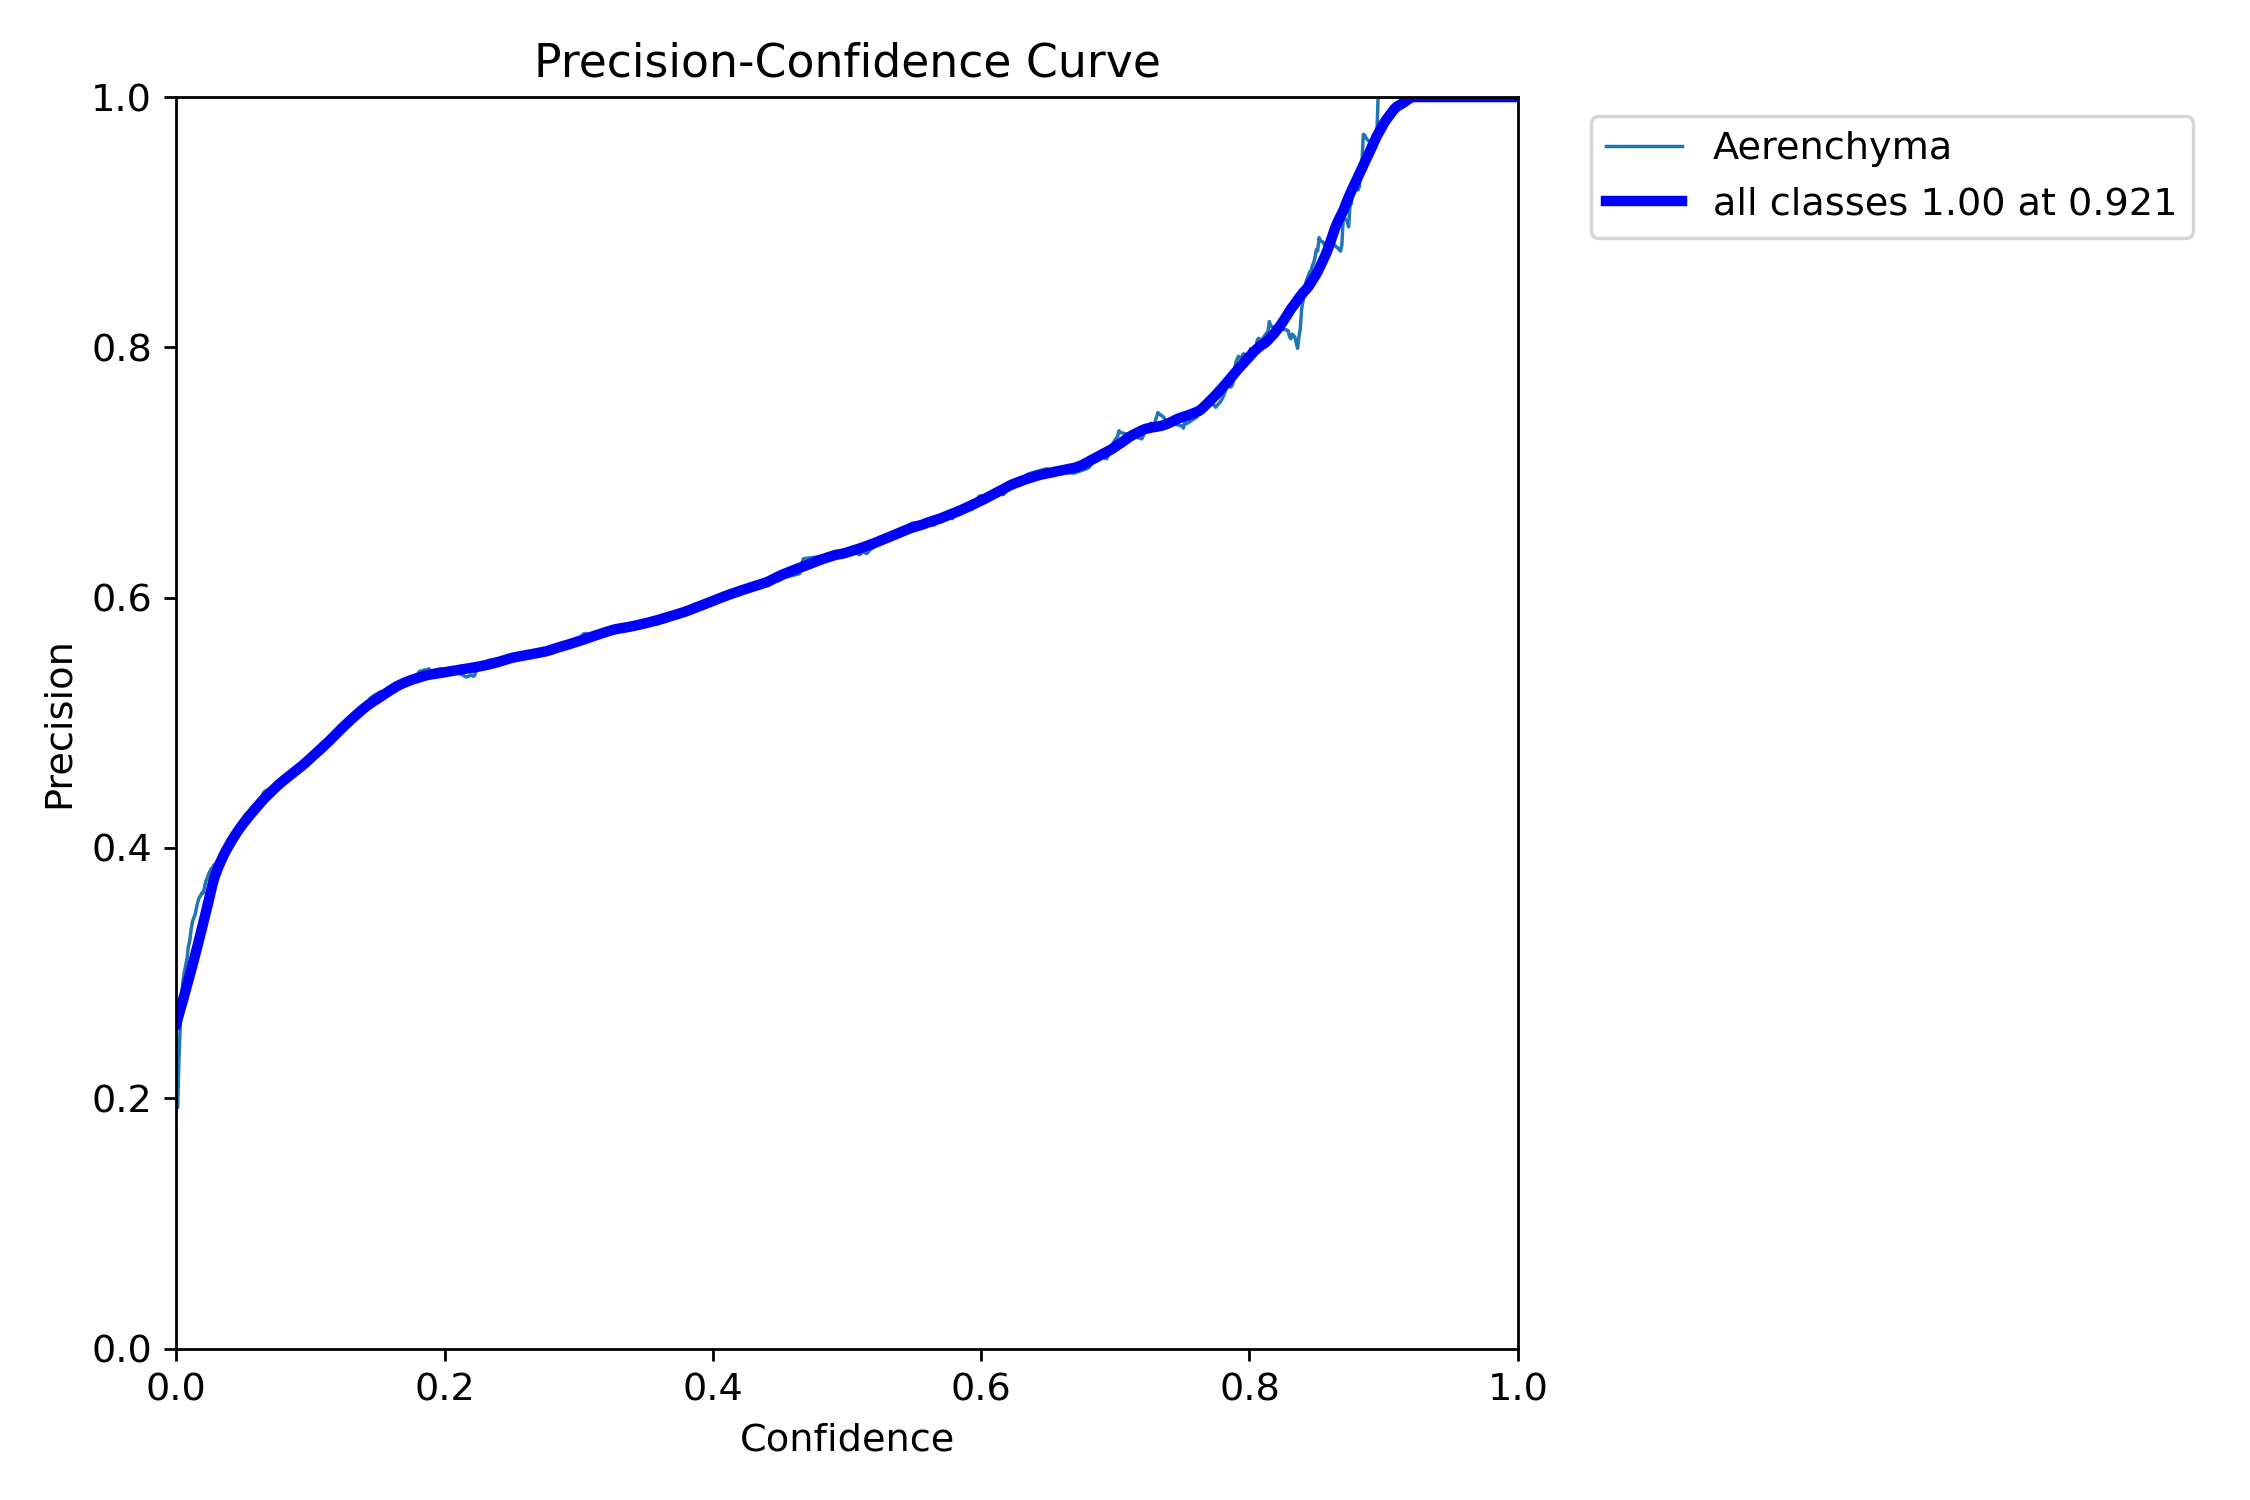 Precision-Confidence Curve
Aerenchyma
all classes 1.00 at 0.921
1.0
0.8
0.6
0.4
0.2
0.0
Precision
0.0 0.2 0.4 0.6 0.8 1.0
Confidence